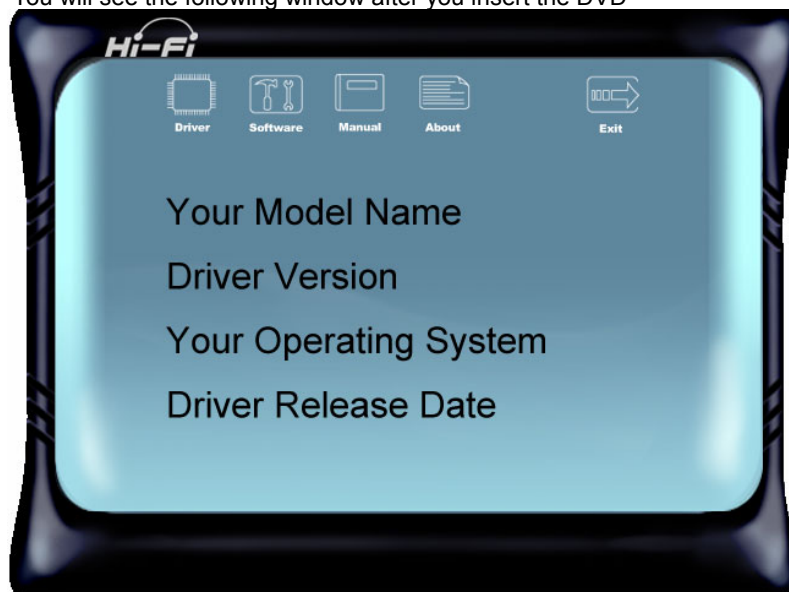 You will see the following window after you insert the DVD
Hi-Fi
Driver Software Manual About Exit
Your Model Name
Driver Version
Your Operating System
Driver Release Date